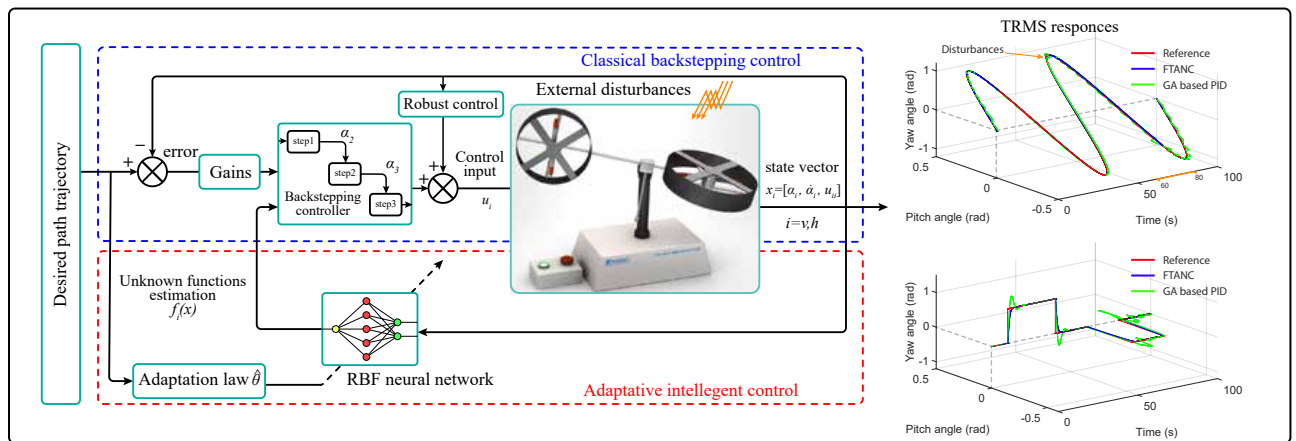 Desired path trajectory
Classical backstepping control
−
+
error
Gains
step1
α2
step2
α3
step3
Backstepping
controller
Robust control
+
+
Control
input
ui
External disturbances
state vector
xi=[αi, α̇i, uii]
i=v,h
Unknown functions
estimation
fi(x)
Adaptation law θ̂
RBF neural network
Adaptative intellegent control
TRMS responces
Disturbances
Reference
FTANC
GA based PID
Yaw angle (rad)
1
0
-1
0.5
0
-0.5
Pitch angle (rad)
0
50
60
80
100
Time (s)
Reference
FTANC
GA based PID
Yaw angle (rad)
1
0
-1
0.5
0
-0.5
Pitch angle (rad)
0
50
100
Time (s)